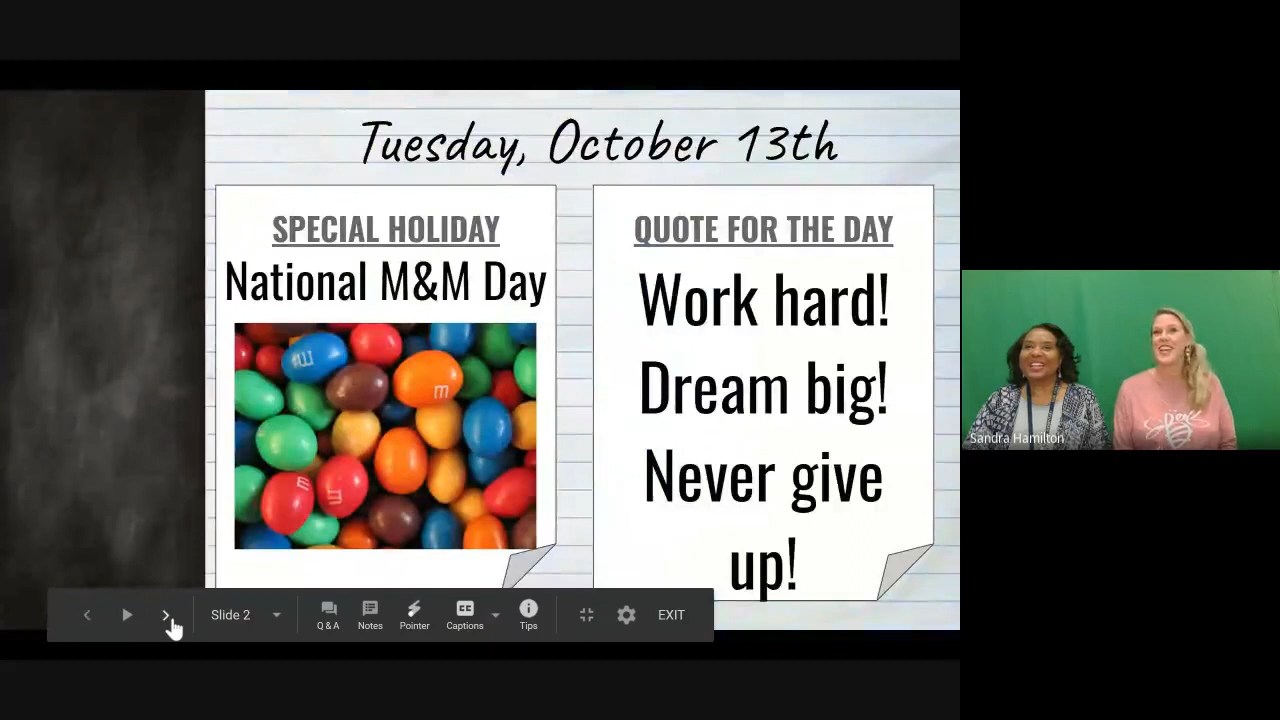 Tuesday, October 13th
SPECIAL HOLIDAY
National M&M Day
m
m
m
m
QUOTE FOR THE DAY
Work hard!
Dream big!
Never give
up!
Slide 2
Q & A
Notes
Pointer
CC
Captions
Tips
EXIT
Sandra Hamilton